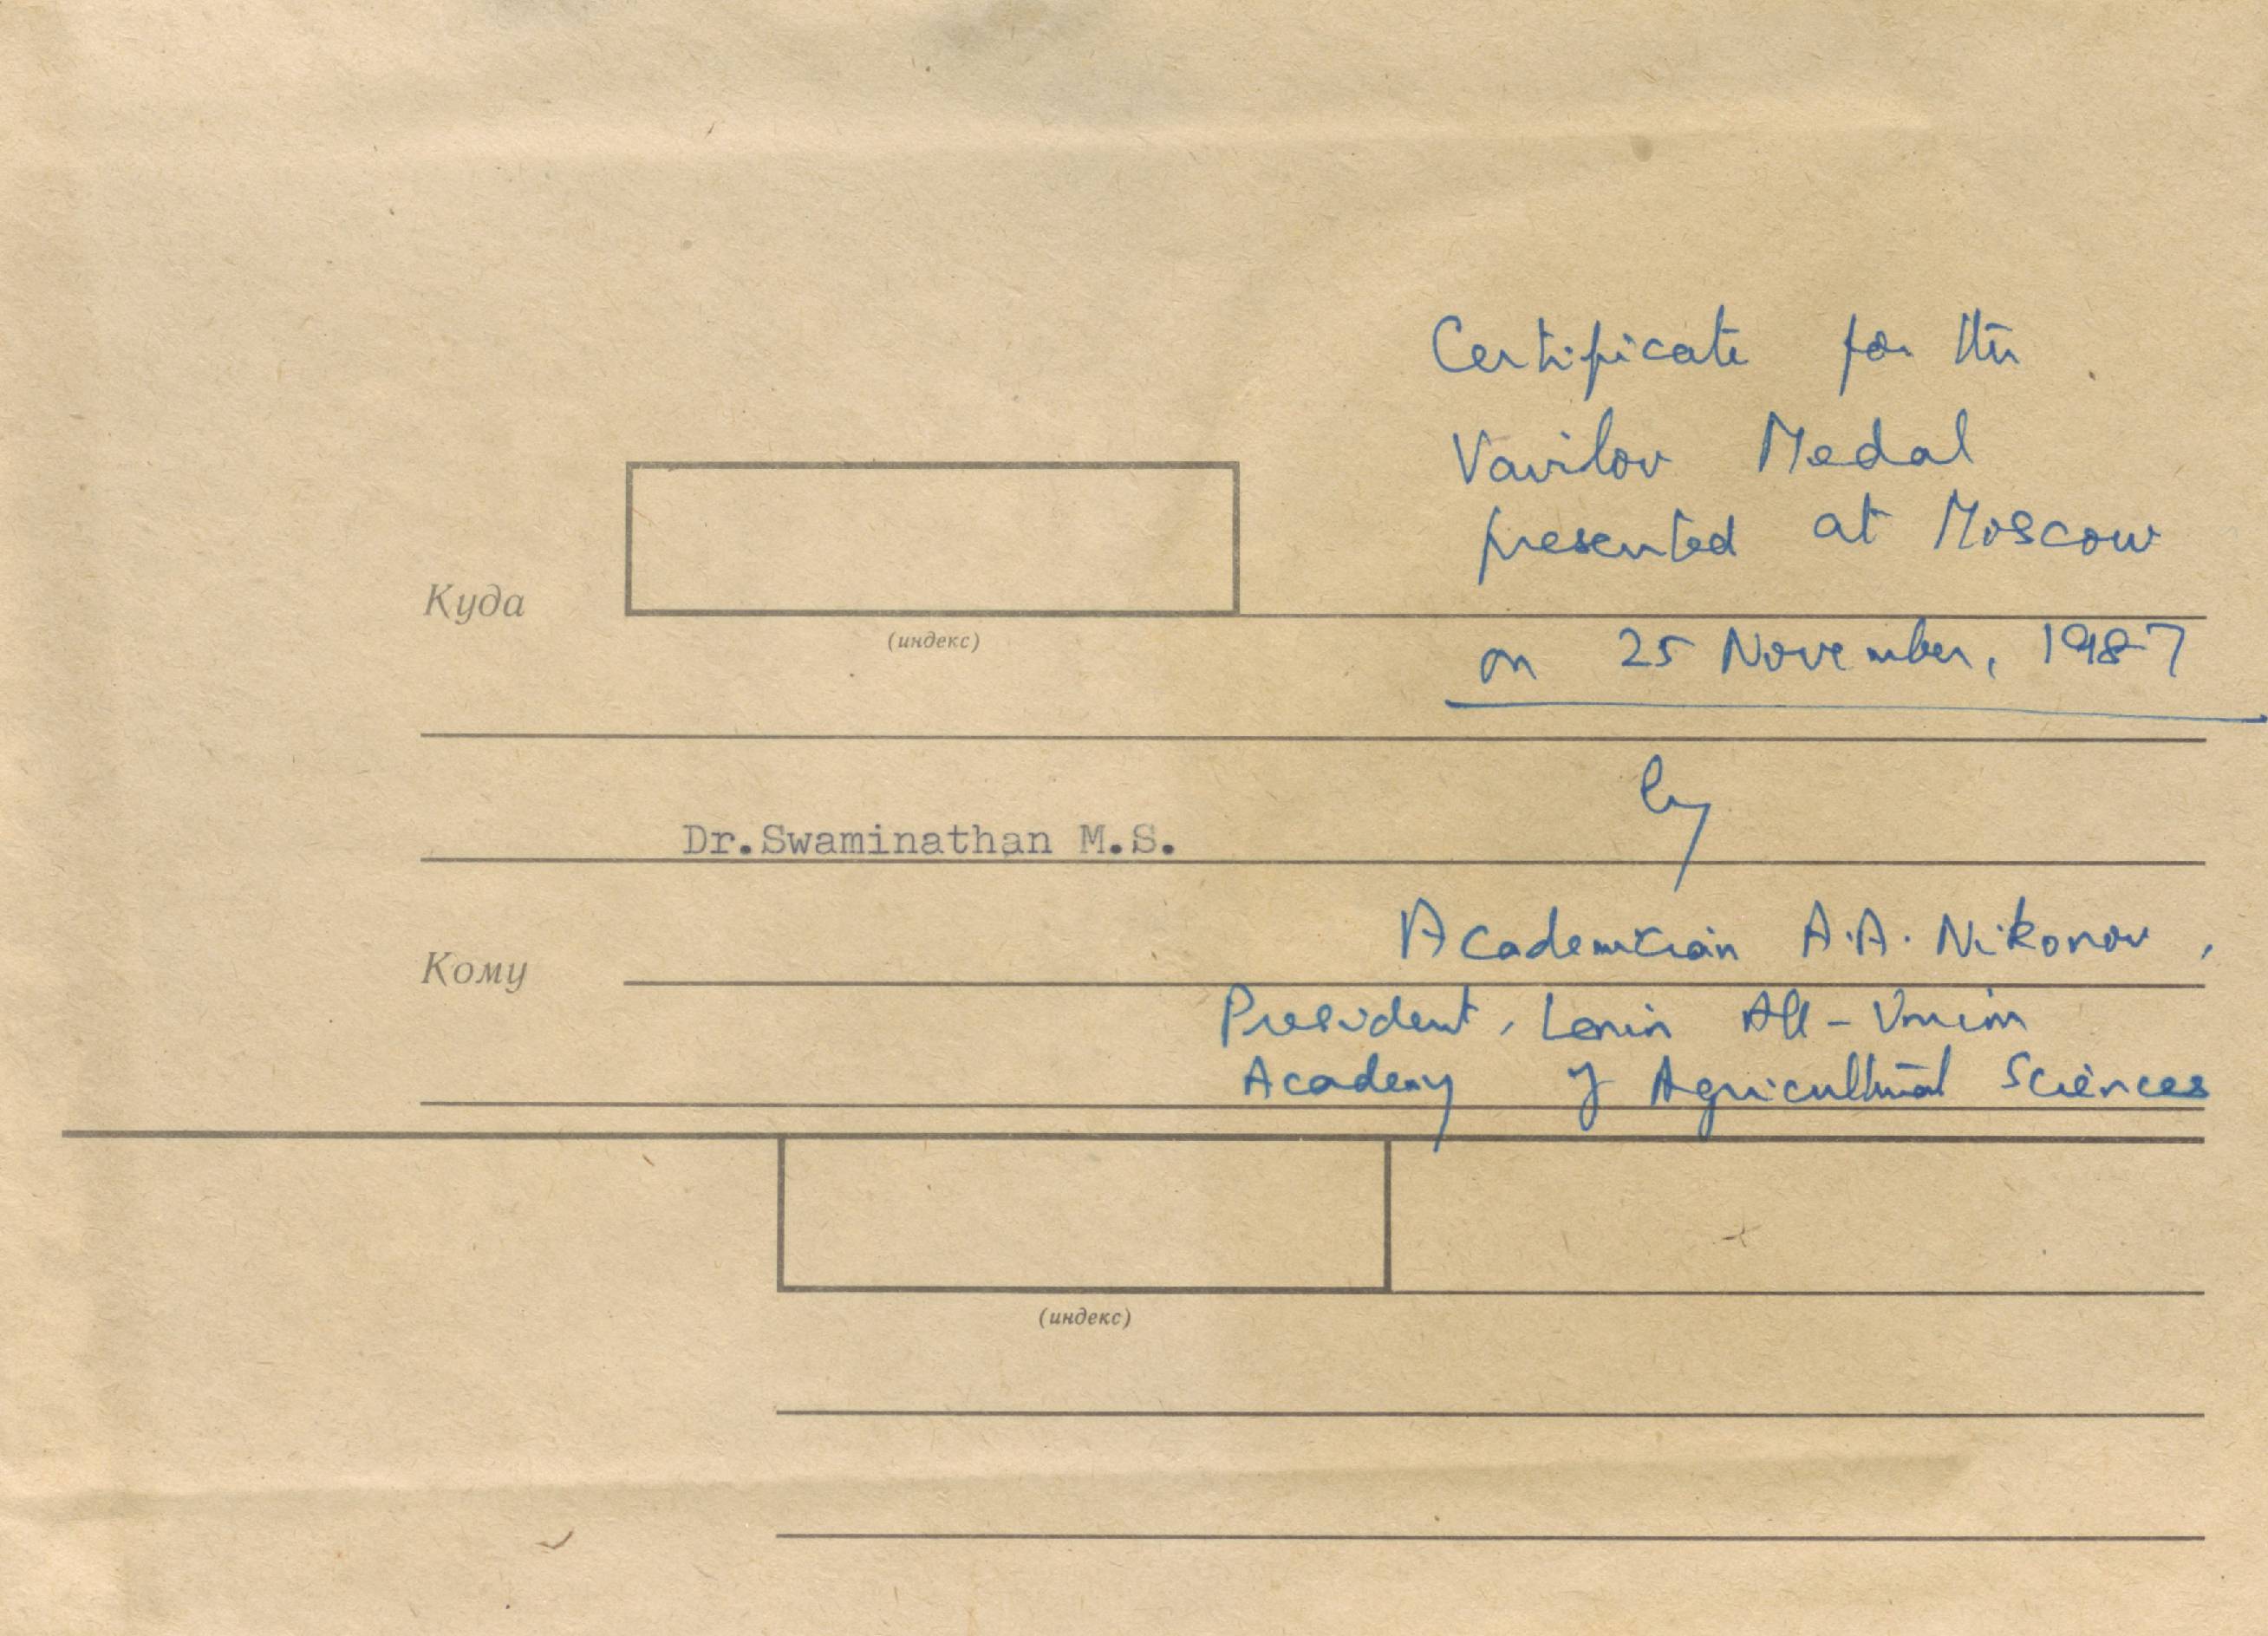 Certificate for the
Vavilov Medal
presented at Moscow
Куда
(индекс)
on 25 November, 1987
by
Dr.Swaminathan M.S.
Academician A.A. Nikonov,
Кому
President, Lenin All-Union
Academy of Agricultural Sciences
(индекс)